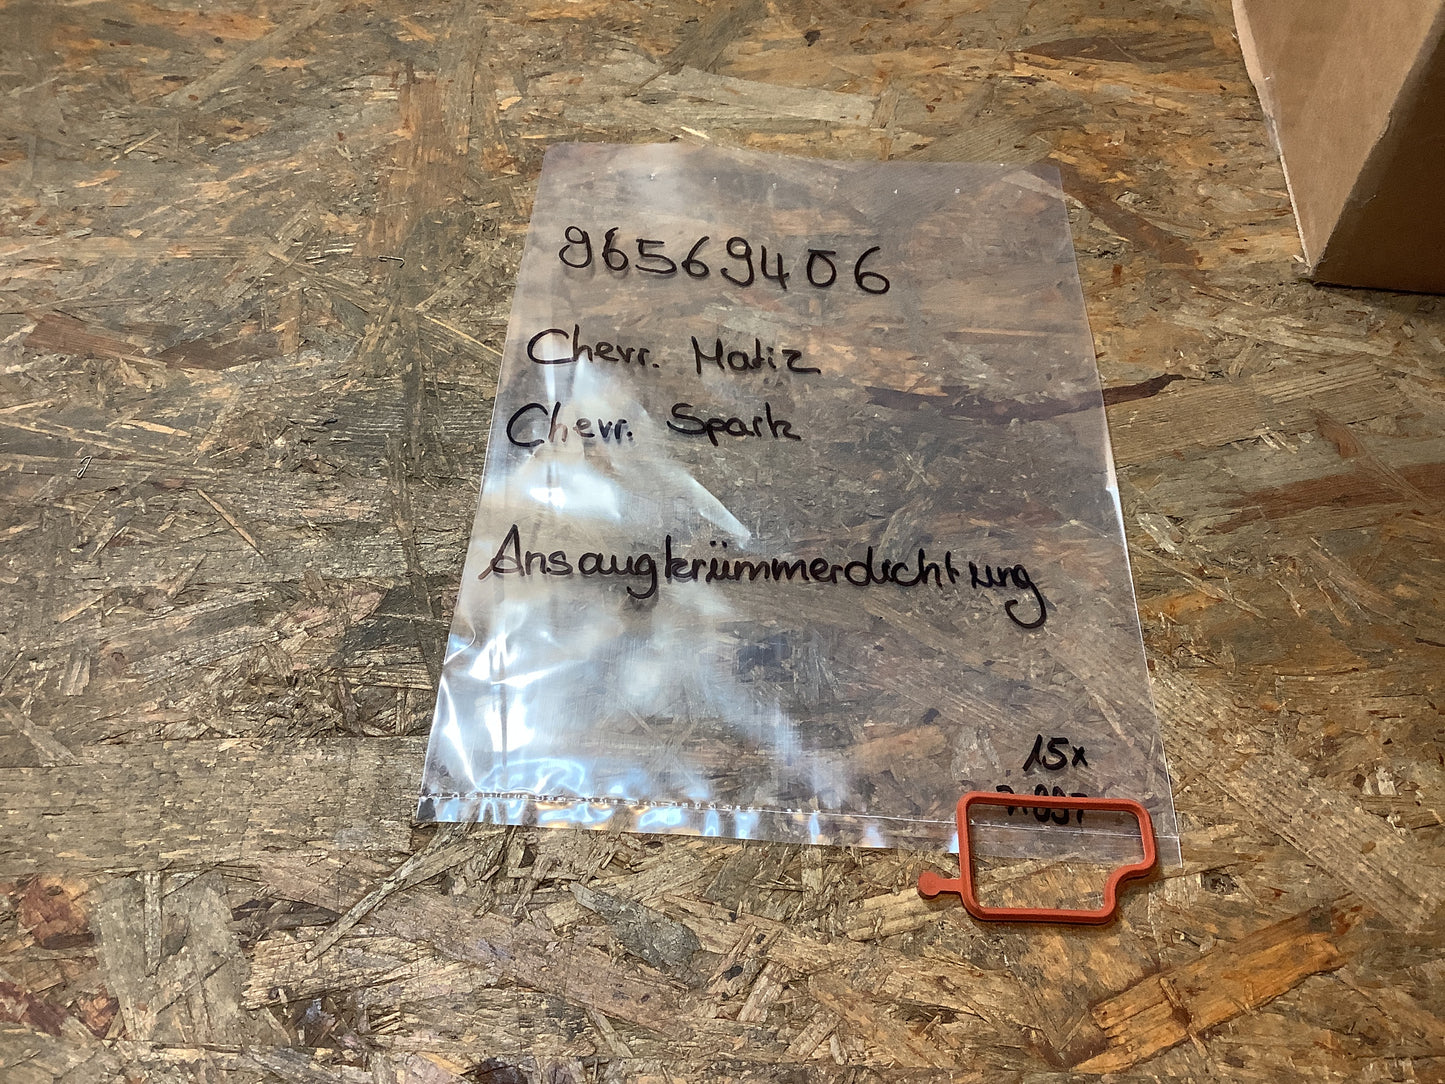 96569406
Chevr. Matiz
Chevr. Spark
Ansaugkrümmerdichtung
15x